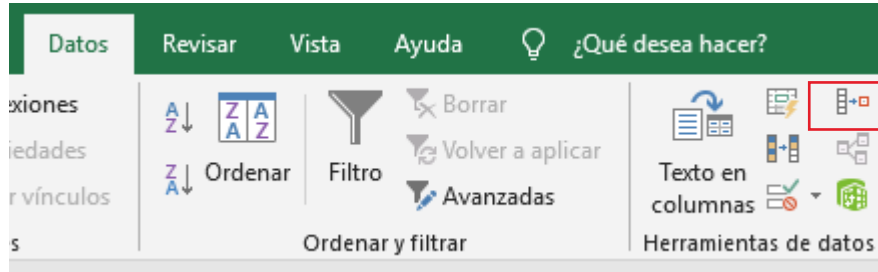 Datos Revisar Vista Ayuda ¿Qué desea hacer?
exiones
iedades
r vínculos
s
Ordenar
Filtro
Borrar
Volver a aplicar
Avanzadas
Ordenar y filtrar
Texto en
columnas
Herramientas de datos